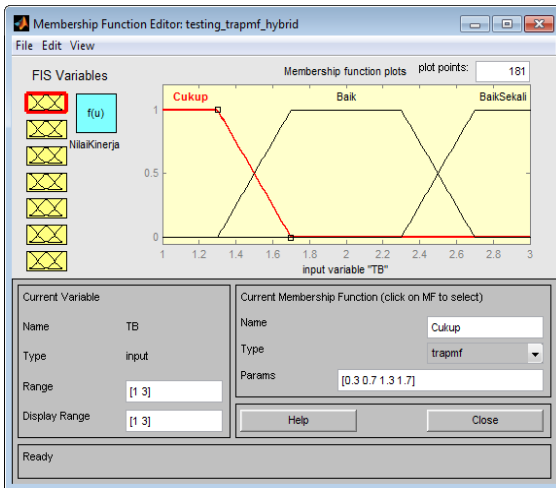 Membership Function Editor: testing_trapmf_hybrid
File Edit View
FIS Variables
f(u)
NilaiKinerja
Membership function plots plot points: 181
Cukup Baik BaikSekali
1
0.5
0
1 1.2 1.4 1.6 1.8 2 2.2 2.4 2.6 2.8 3
input variable "TB"
Current Variable
Name TB
Type input
Range [1 3]
Display Range [1 3]
Current Membership Function (click on MF to select)
Name Cukup
Type trapmf
Params [0.3 0.7 1.3 1.7]
Help Close
Ready